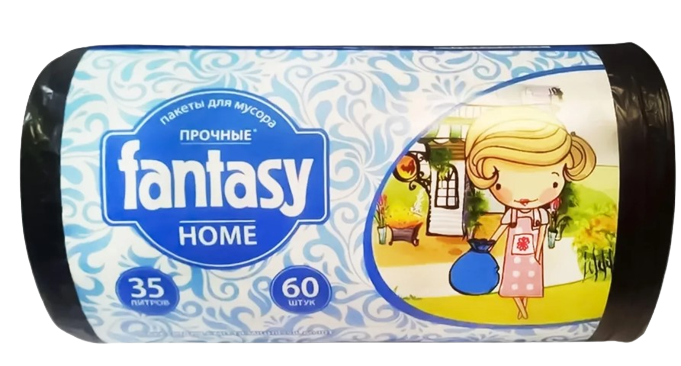 пакеты для мусора
ПРОЧНЫЕ*
fantasy
HOME
35
ЛИТРОВ
60
ШТУК